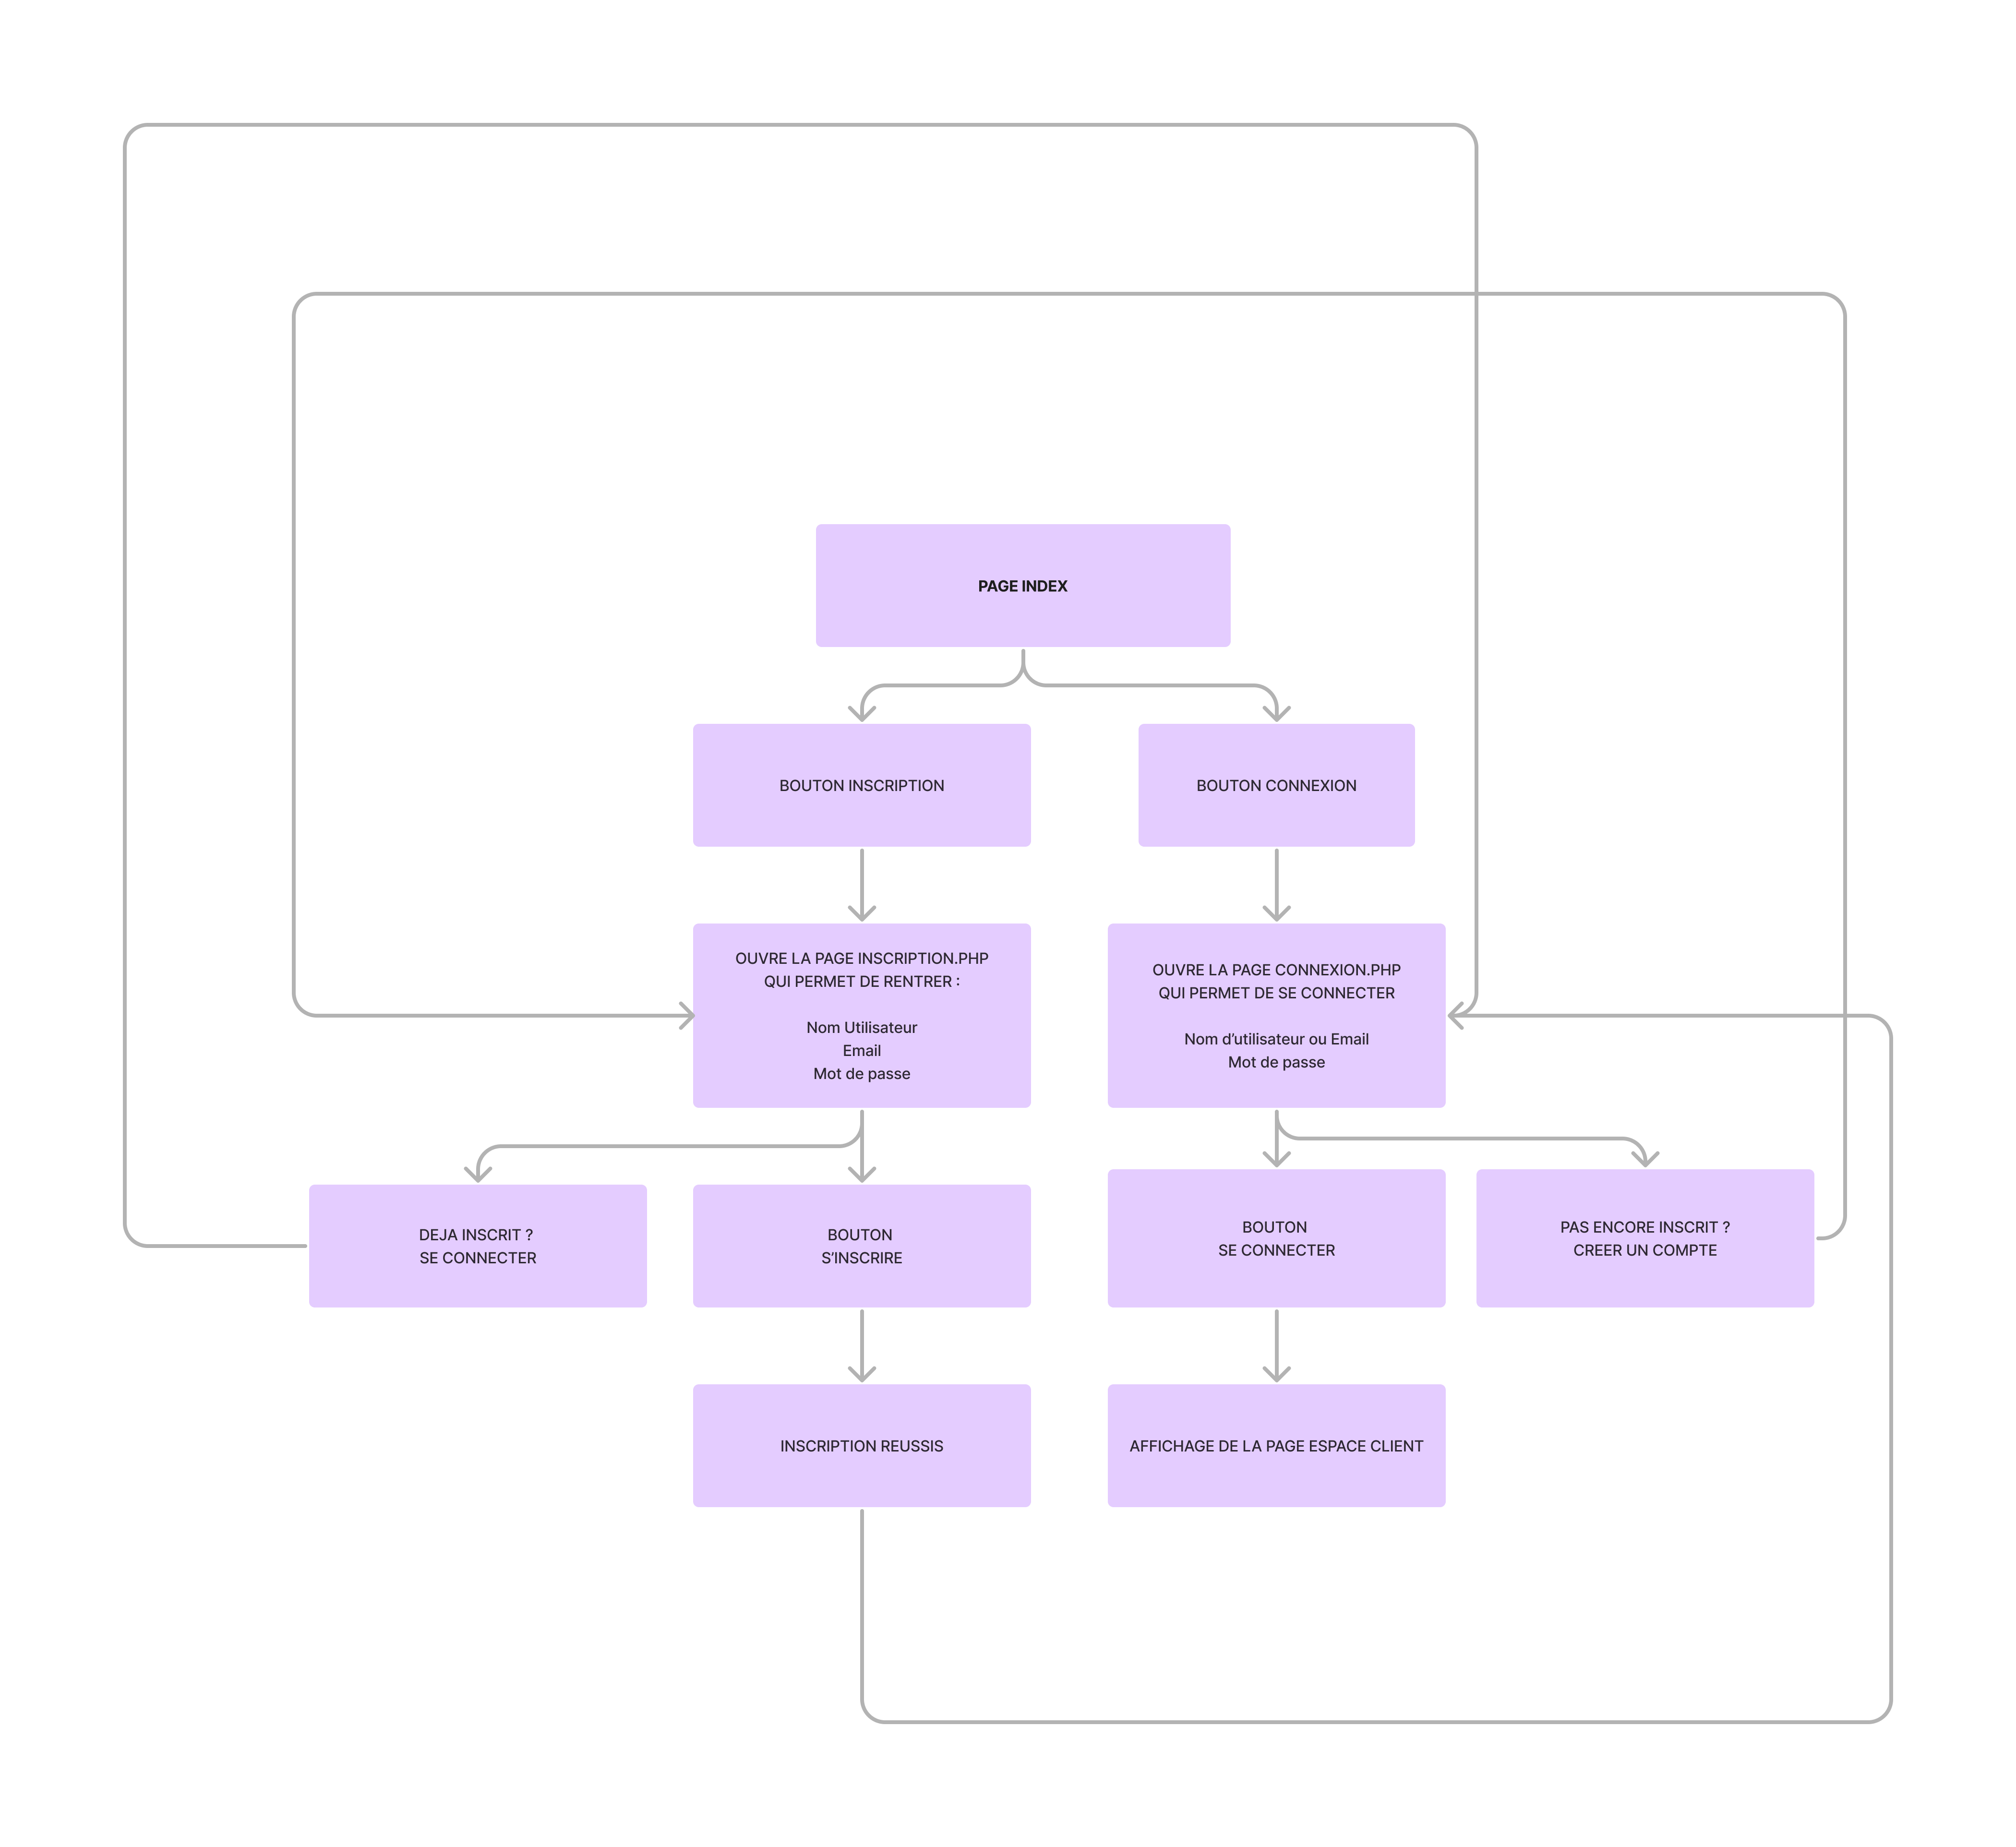 PAGE INDEX
BOUTON INSCRIPTION
BOUTON CONNEXION
OUVRE LA PAGE INSCRIPTION.PHP
QUI PERMET DE RENTRER :
Nom Utilisateur
Email
Mot de passe
OUVRE LA PAGE CONNEXION.PHP
QUI PERMET DE SE CONNECTER
Nom d’utilisateur ou Email
Mot de passe
DEJA INSCRIT ?
SE CONNECTER
BOUTON
S’INSCRIRE
BOUTON
SE CONNECTER
PAS ENCORE INSCRIT ?
CREER UN COMPTE
INSCRIPTION REUSSIS
AFFICHAGE DE LA PAGE ESPACE CLIENT